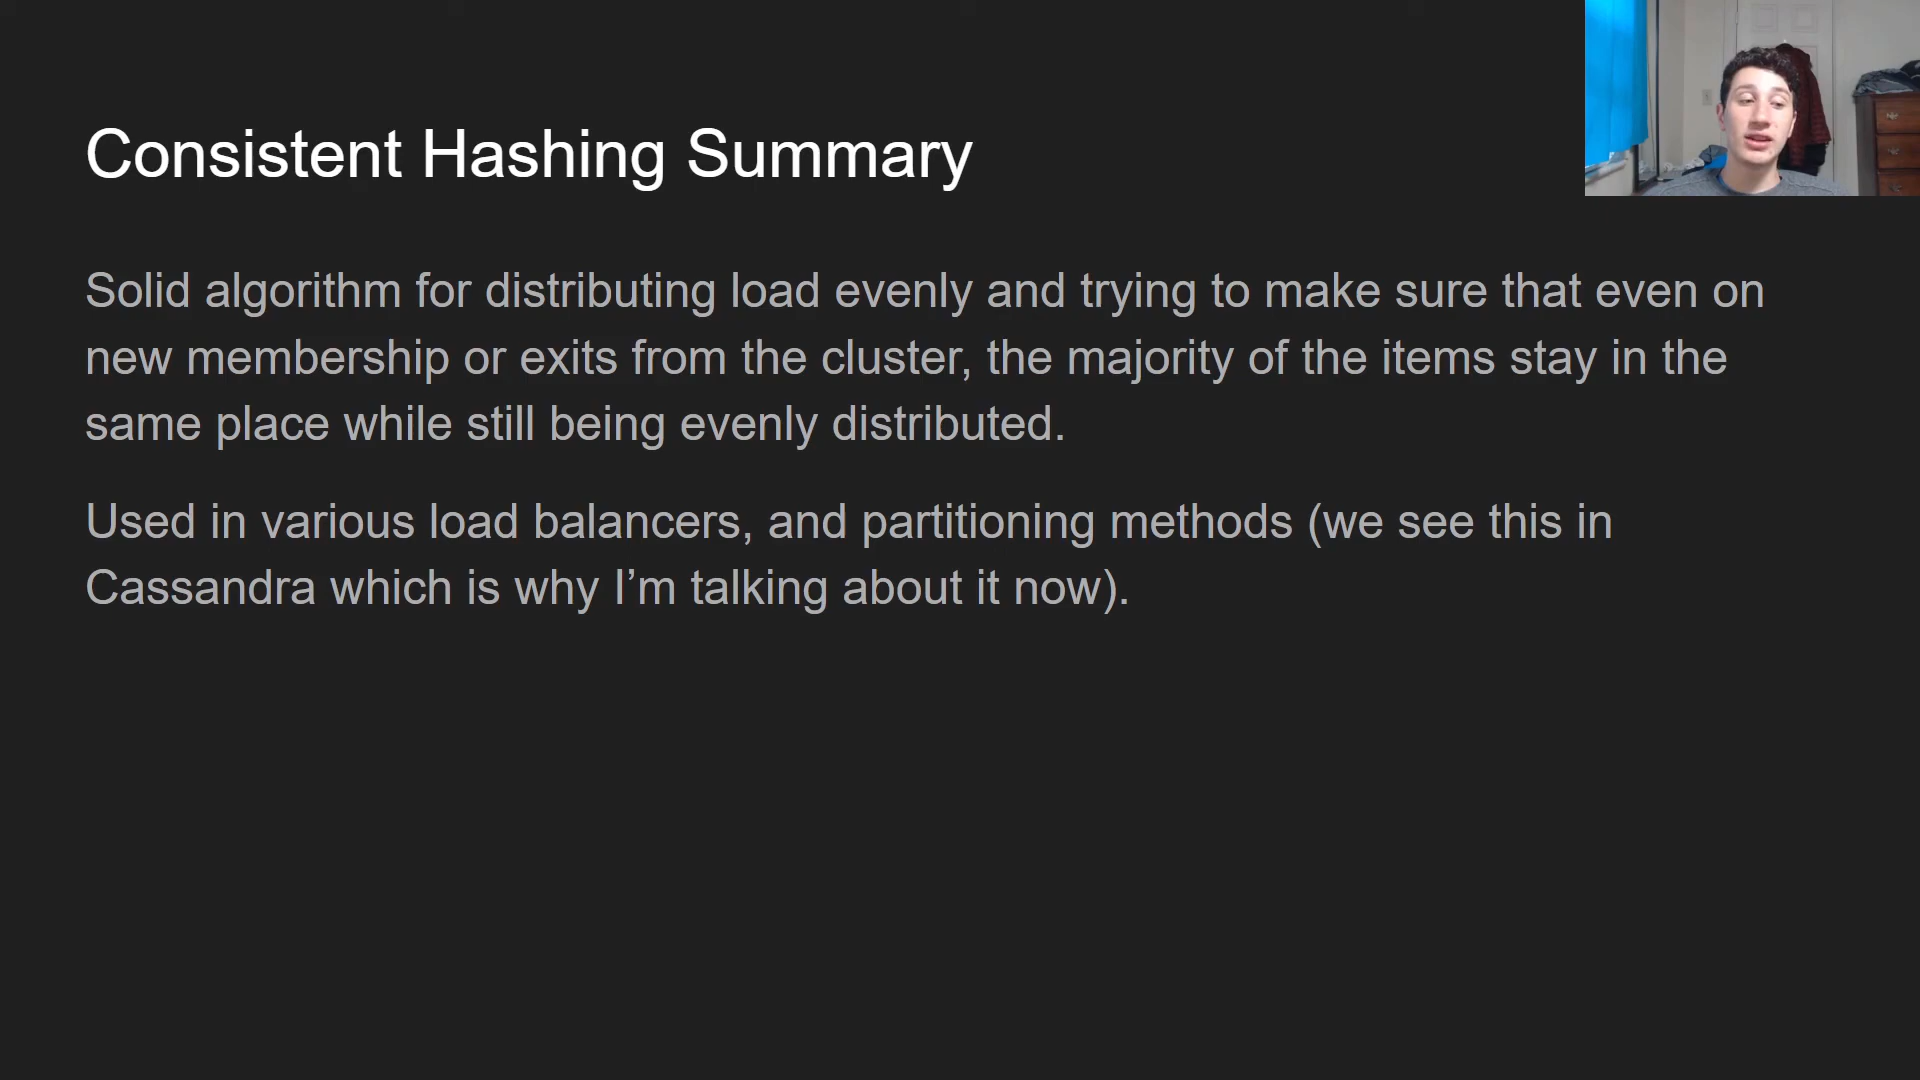 Consistent Hashing Summary
Solid algorithm for distributing load evenly and trying to make sure that even on
new membership or exits from the cluster, the majority of the items stay in the
same place while still being evenly distributed.
Used in various load balancers, and partitioning methods (we see this in
Cassandra which is why I’m talking about it now).